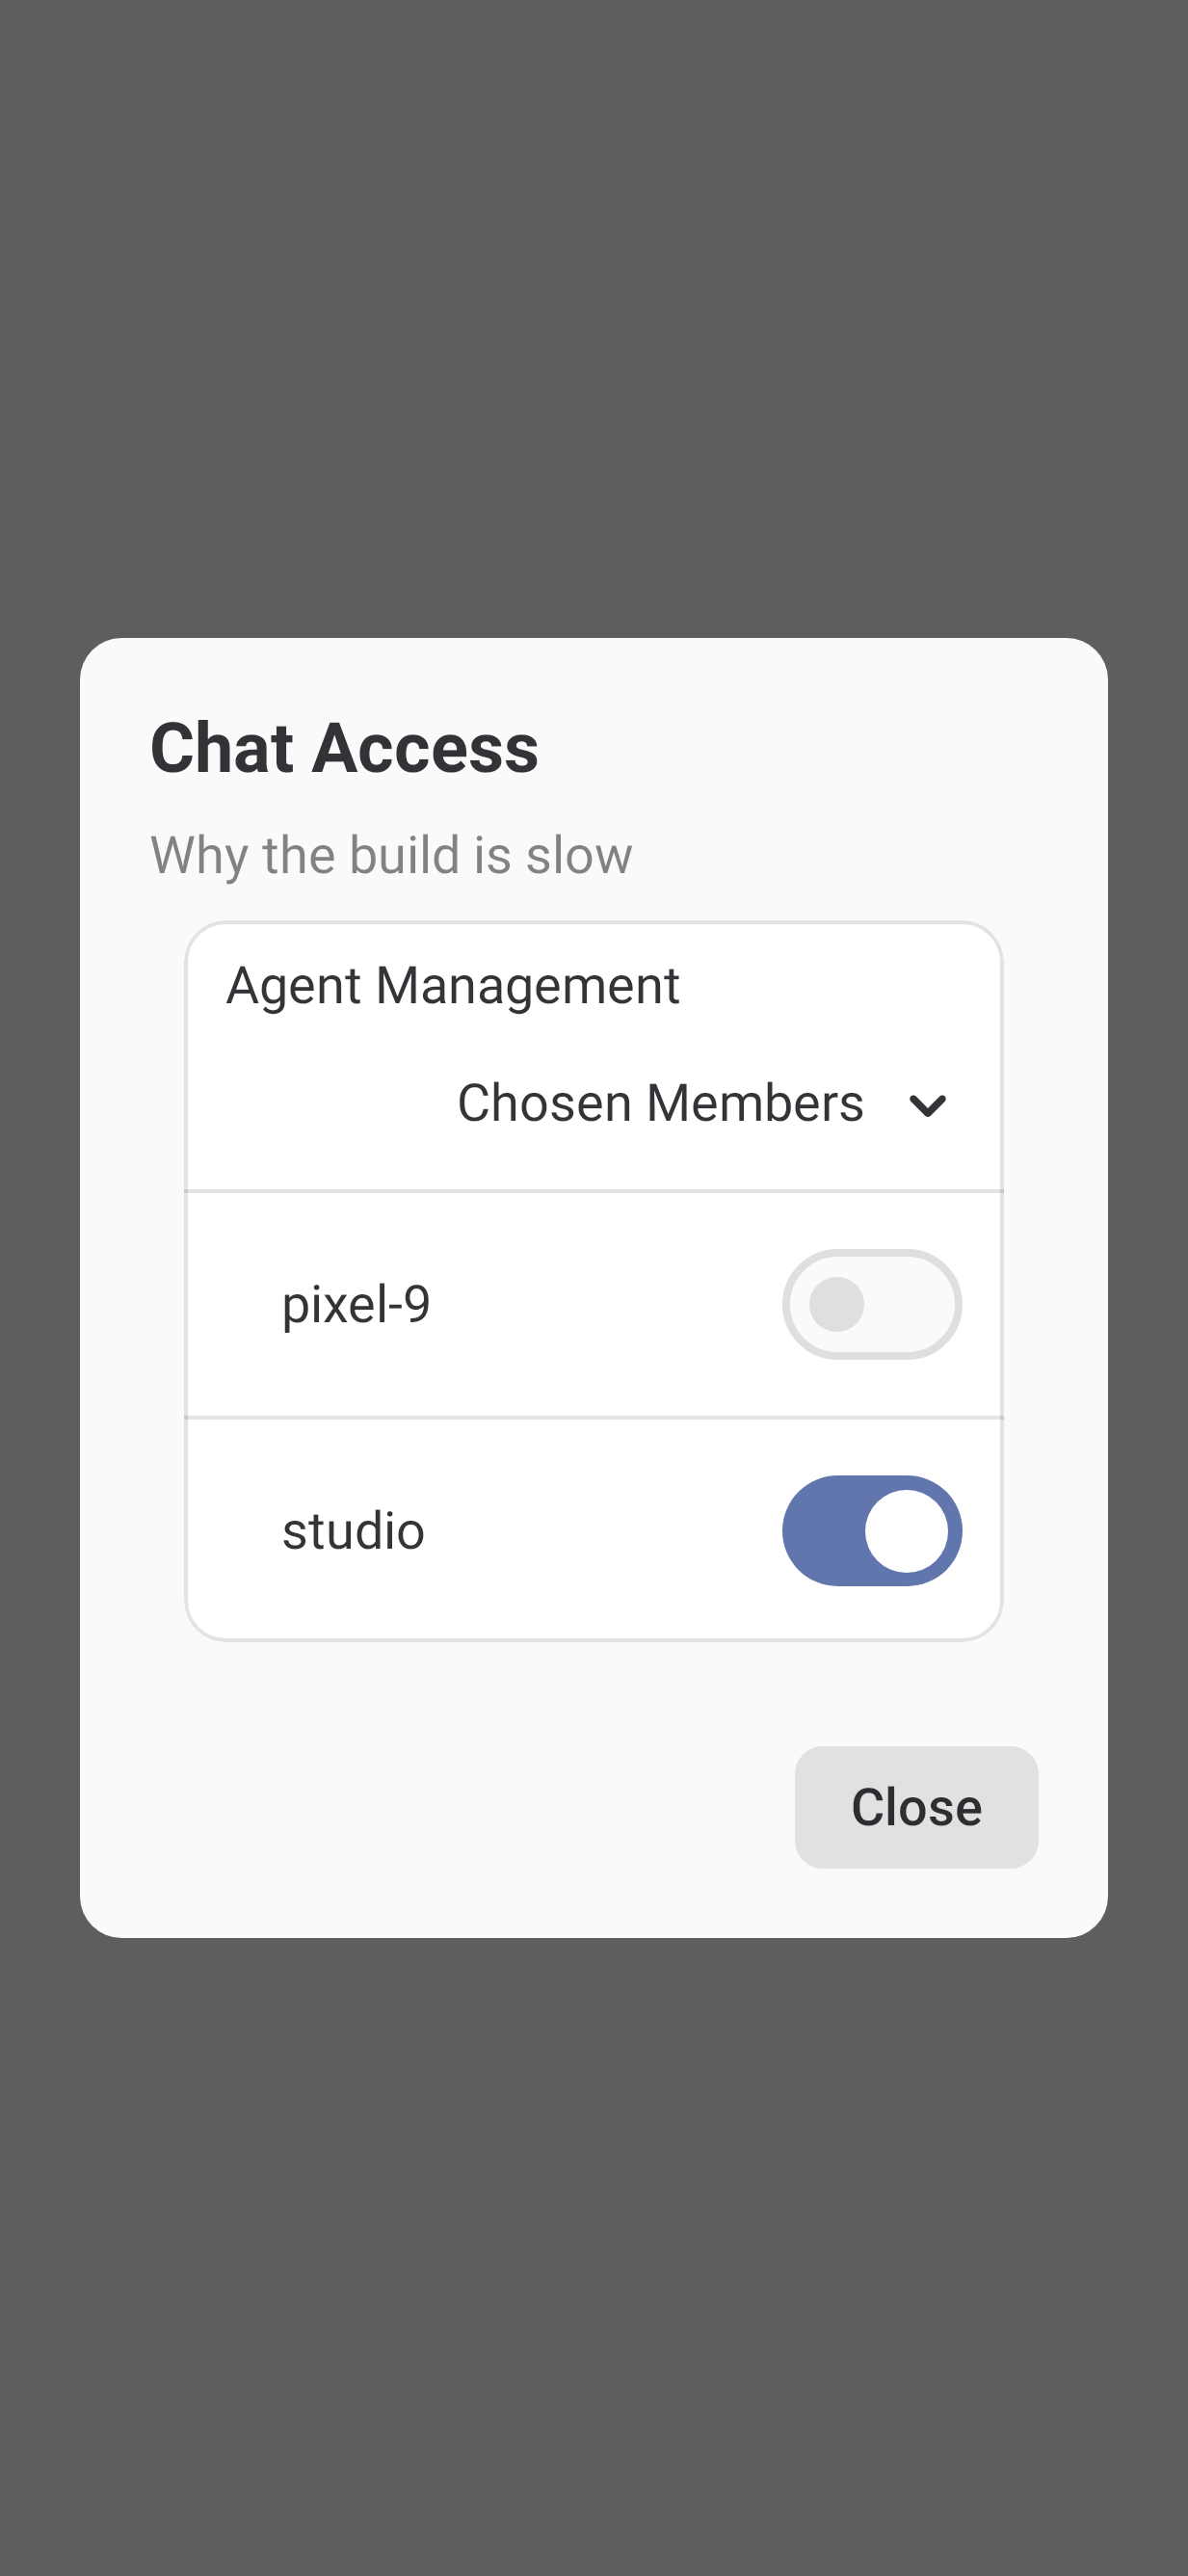 Chat Access
Why the build is slow
Agent Management
Chosen Members
pixel-9
studio
Close